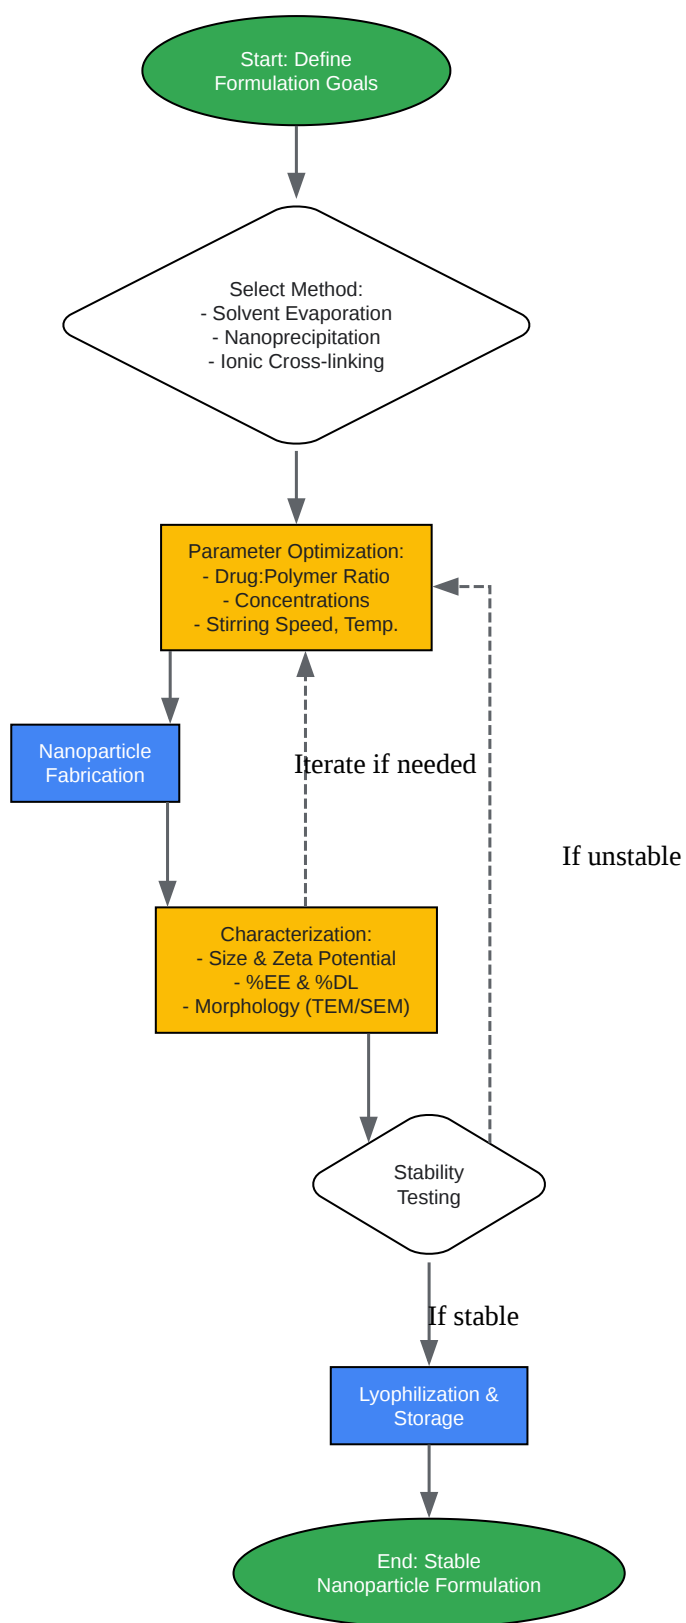 Start: Define
Formulation Goals
Select Method:
- Solvent Evaporation
- Nanoprecipitation
- Ionic Cross-linking
Parameter Optimization:
- Drug:Polymer Ratio
- Concentrations
- Stirring Speed, Temp.
Nanoparticle
Fabrication
Iterate if needed
If unstable
Characterization:
- Size & Zeta Potential
- %EE & %DL
- Morphology (TEM/SEM)
Stability
Testing
If stable
Lyophilization &
Storage
End: Stable
Nanoparticle Formulation